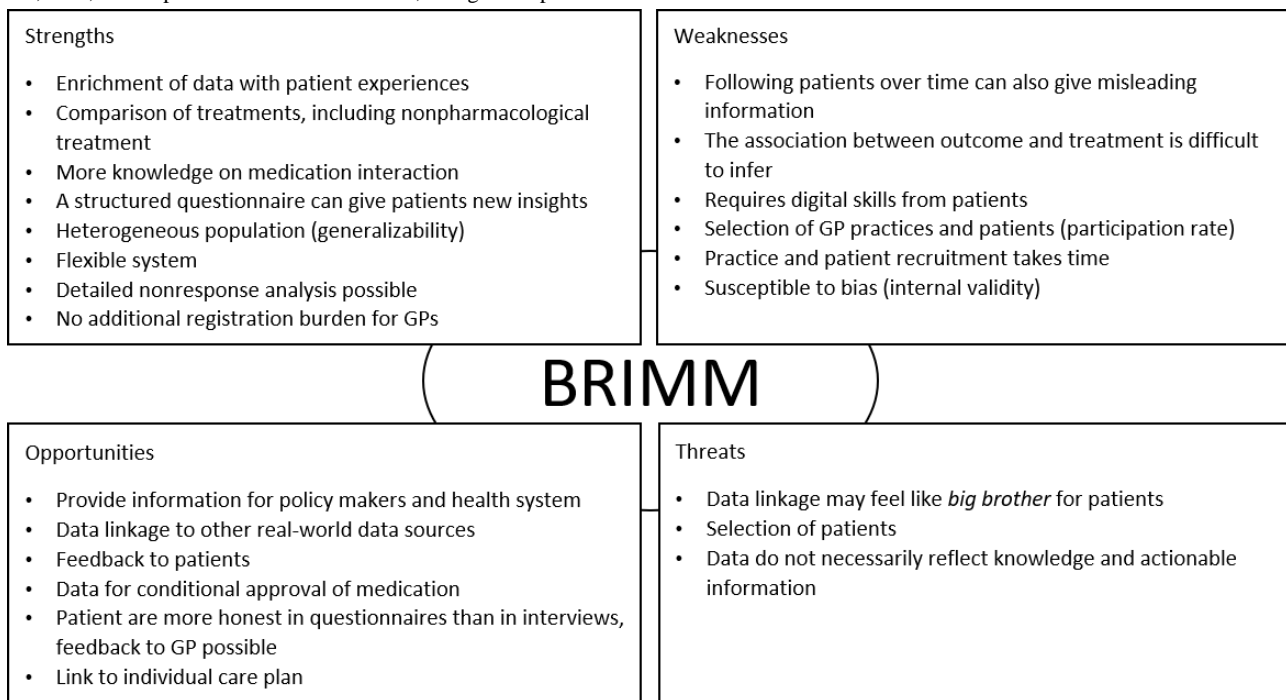 Strengths
• Enrichment of data with patient experiences
• Comparison of treatments, including nonpharmacological
treatment
• More knowledge on medication interaction
• A structured questionnaire can give patients new insights
• Heterogeneous population (generalizability)
• Flexible system
• Detailed nonresponse analysis possible
• No additional registration burden for GPs
Weaknesses
• Following patients over time can also give misleading
information
• The association between outcome and treatment is difficult
to infer
• Requires digital skills from patients
• Selection of GP practices and patients (participation rate)
• Practice and patient recruitment takes time
• Susceptible to bias (internal validity)
BRIMM
Opportunities
• Provide information for policy makers and health system
• Data linkage to other real-world data sources
• Feedback to patients
• Data for conditional approval of medication
• Patient are more honest in questionnaires than in interviews,
feedback to GP possible
• Link to individual care plan
Threats
• Data linkage may feel like big brother for patients
• Selection of patients
• Data do not necessarily reflect knowledge and actionable
information